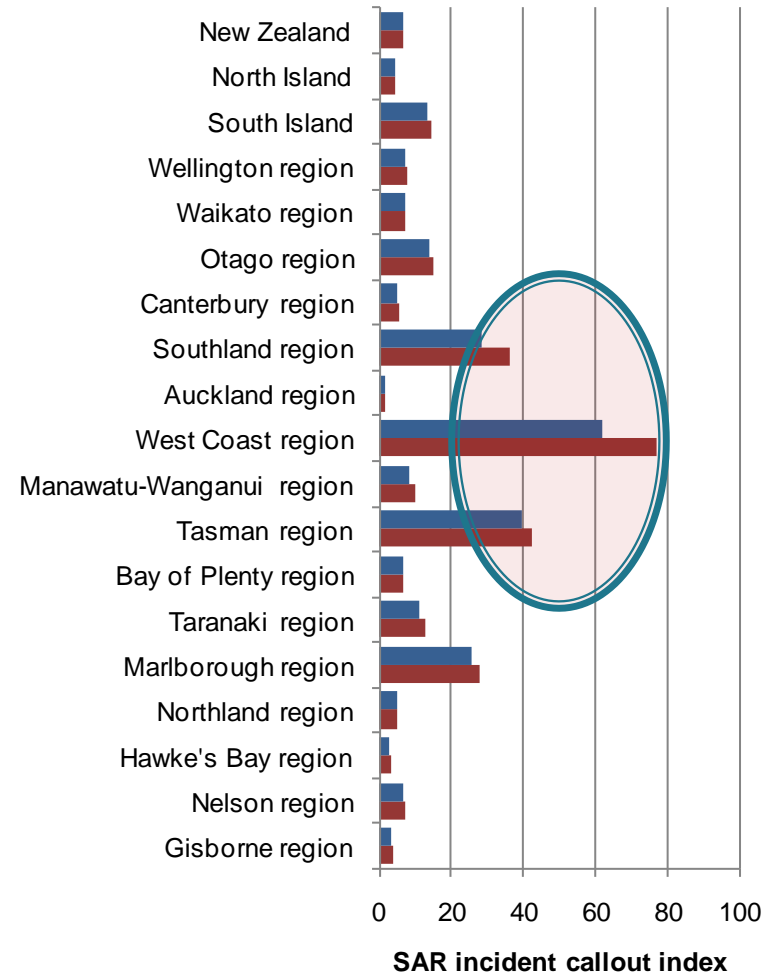 New Zealand
North Island
South Island
Wellington region
Waikato region
Otago region
Canterbury region
Southland region
Auckland region
West Coast region
Manawatu-Wanganui region
Tasman region
Bay of Plenty region
Taranaki region
Marlborough region
Northland region
Hawke's Bay region
Nelson region
Gisborne region
0 20 40 60 80 100
SAR incident callout index